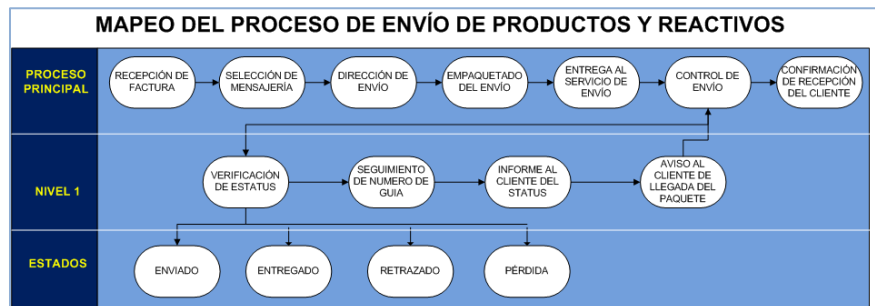 MAPEO DEL PROCESO DE ENVÍO DE PRODUCTOS Y REACTIVOS
PROCESO
PRINCIPAL
RECEPCIÓN DE
FACTURA
SELECCIÓN DE
MENSAJERÍA
DIRECCIÓN DE
ENVÍO
EMPAQUETADO
DEL ENVÍO
ENTREGA AL
SERVICIO DE
ENVÍO
CONTROL DE
ENVÍO
CONFIRMACIÓN
DE RECEPCIÓN
DEL CLIENTE
NIVEL 1
VERIFICACIÓN
DE ESTATUS
SEGUIMIENTO
DE NUMERO DE
GUIA
INFORME AL
CLIENTE DEL
STATUS
AVISO AL
CLIENTE DE
LLEGADA DEL
PAQUETE
ESTADOS
ENVIADO
ENTREGADO
RETRAZADO
PÉRDIDA